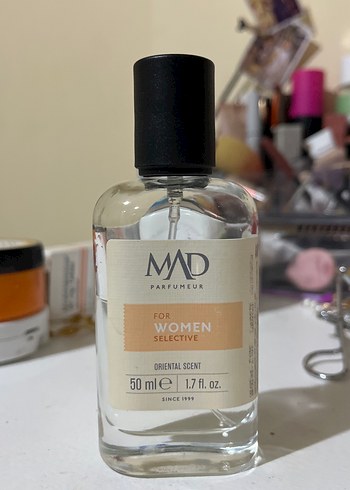 MAD
PARFUMEUR
FOR
WOMEN
SELECTIVE
ORIENTAL SCENT
50 ml ℮ 1.7 fl. oz.
SINCE 1999